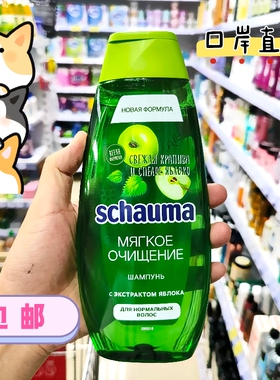 口岸直
НОВАЯ ФОРМУЛА
СВЕЖАЯ КРАПИВА
И СПЕЛОЕ ЯБЛОКО
schauma
МЯГКОЕ
ОЧИЩЕНИЕ
ШАМПУНЬ
С ЭКСТРАКТОМ ЯБЛОКА
ДЛЯ НОРМАЛЬНЫХ
ВОЛОС
包 邮